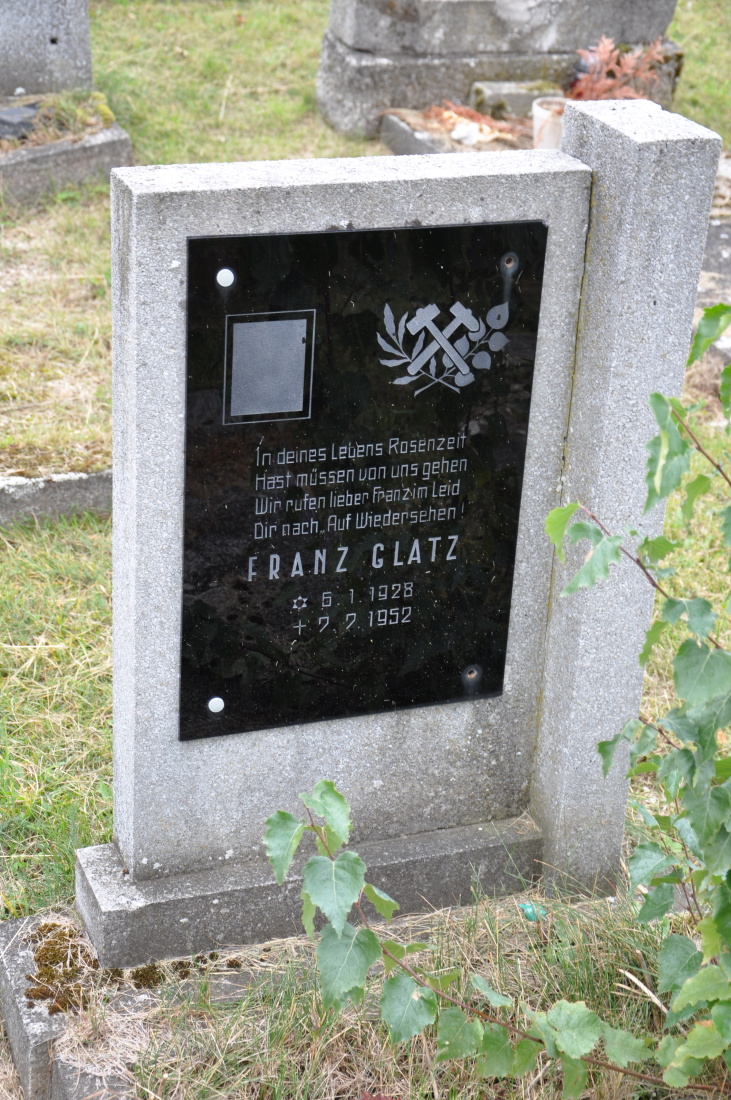 In deines Lebens Rosenzeit
Hast müssen von uns gehen
Wir rufen lieber Franz im Leid
Dir nach „Auf Wiedersehen!
FRANZ GLATZ
✡ 6. 1. 1928
+ 7. 7. 1952